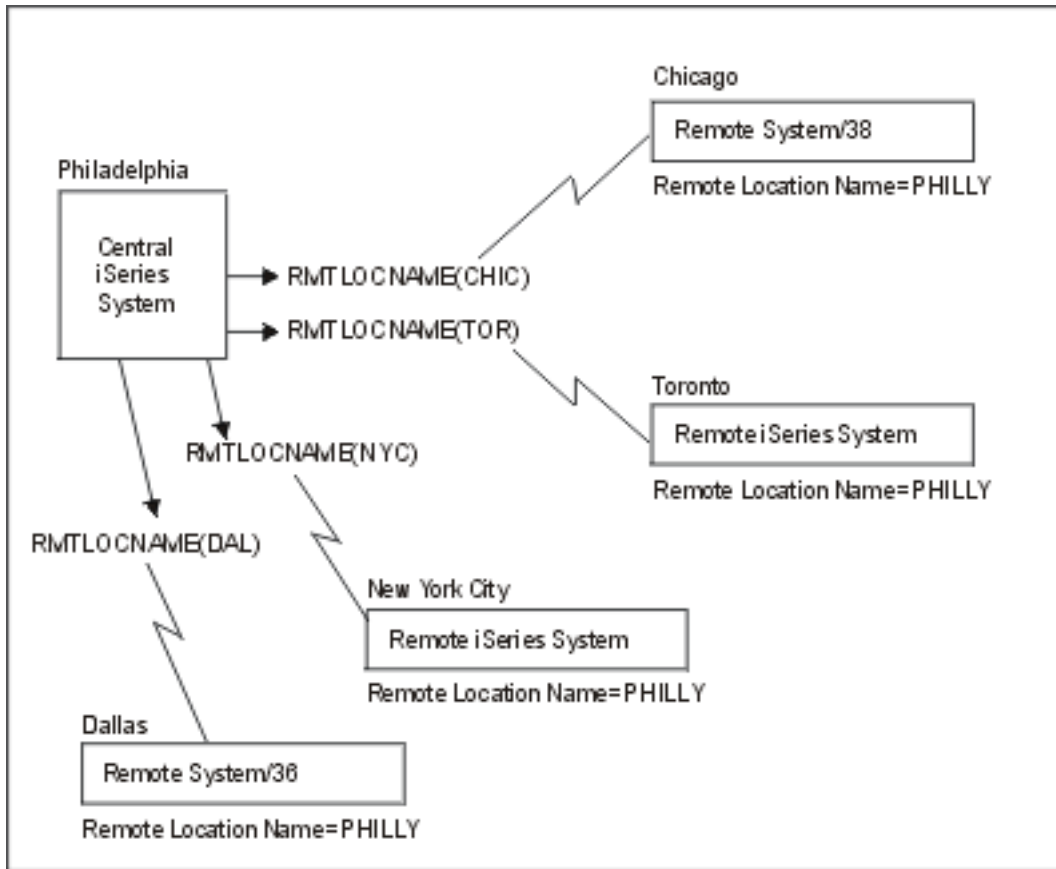 Chicago
Remote System/38
Remote Location Name=PHILLY
Philadelphia
Central
iSeries
System
RMTLOCNAME(CHIC)
RMTLOCNAME(TOR)
Toronto
Remote iSeries System
Remote Location Name=PHILLY
RMTLOCNAME(NYC)
RMTLOCNAME(DAL)
New York City
Remote iSeries System
Remote Location Name=PHILLY
Dallas
Remote System/36
Remote Location Name=PHILLY